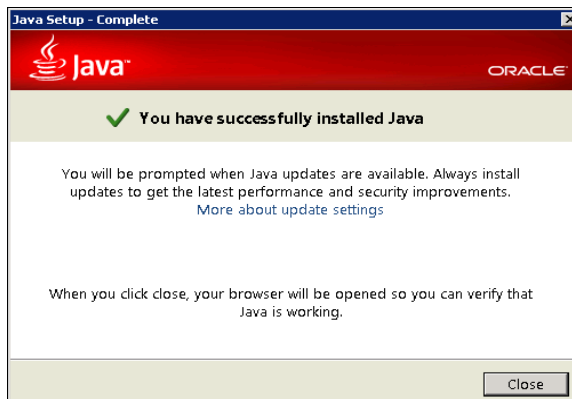 Java Setup - Complete
Java™
ORACLE®
You have successfully installed Java
You will be prompted when Java updates are available. Always install
updates to get the latest performance and security improvements.
More about update settings
When you click close, your browser will be opened so you can verify that
Java is working.
Close